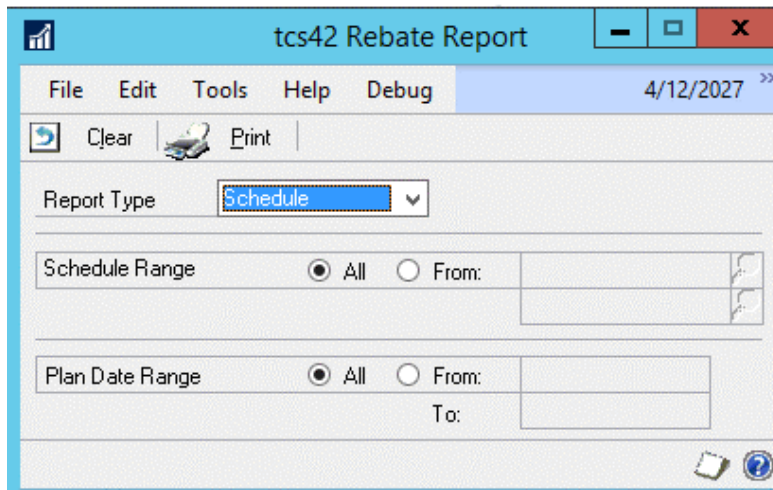 tcs42 Rebate Report
File Edit Tools Help Debug 4/12/2027 »
Clear Print
Report Type Schedule
Schedule Range All From:
Plan Date Range All From:
To: